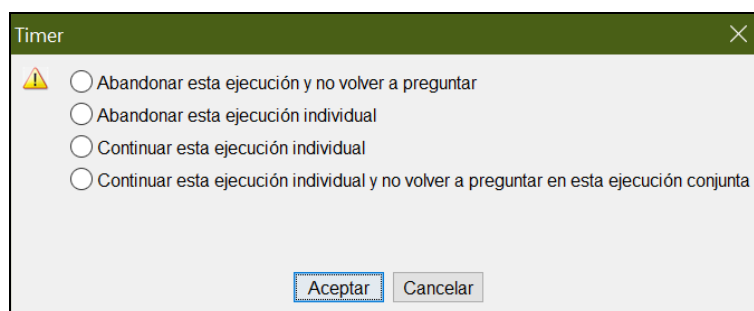 Timer
Abandonar esta ejecución y no volver a preguntar
Abandonar esta ejecución individual
Continuar esta ejecución individual
Continuar esta ejecución individual y no volver a preguntar en esta ejecución conjunta
Aceptar Cancelar